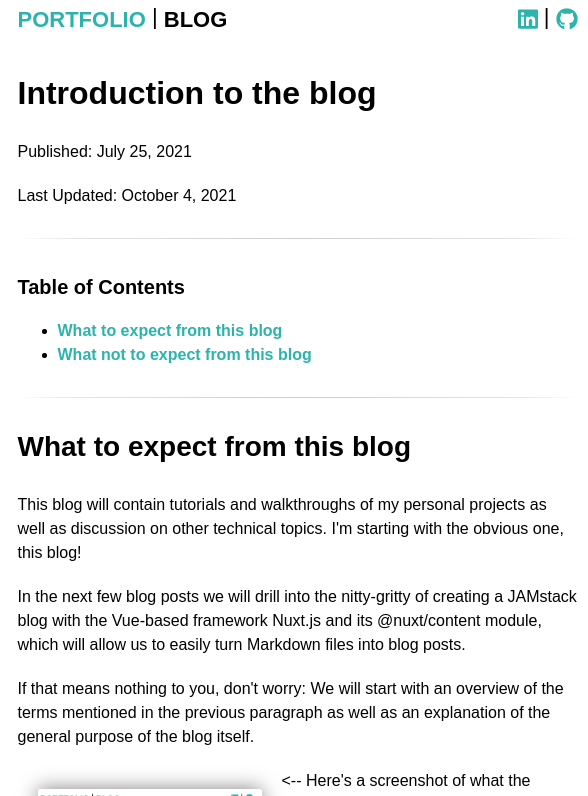 PORTFOLIO | BLOG |
Introduction to the blog
Published: July 25, 2021
Last Updated: October 4, 2021
Table of Contents
What to expect from this blog
What not to expect from this blog
What to expect from this blog
This blog will contain tutorials and walkthroughs of my personal projects as
well as discussion on other technical topics. I'm starting with the obvious one,
this blog!
In the next few blog posts we will drill into the nitty-gritty of creating a JAMstack
blog with the Vue-based framework Nuxt.js and its @nuxt/content module,
which will allow us to easily turn Markdown files into blog posts.
If that means nothing to you, don't worry: We will start with an overview of the
terms mentioned in the previous paragraph as well as an explanation of the
general purpose of the blog itself.
<-- Here's a screenshot of what the